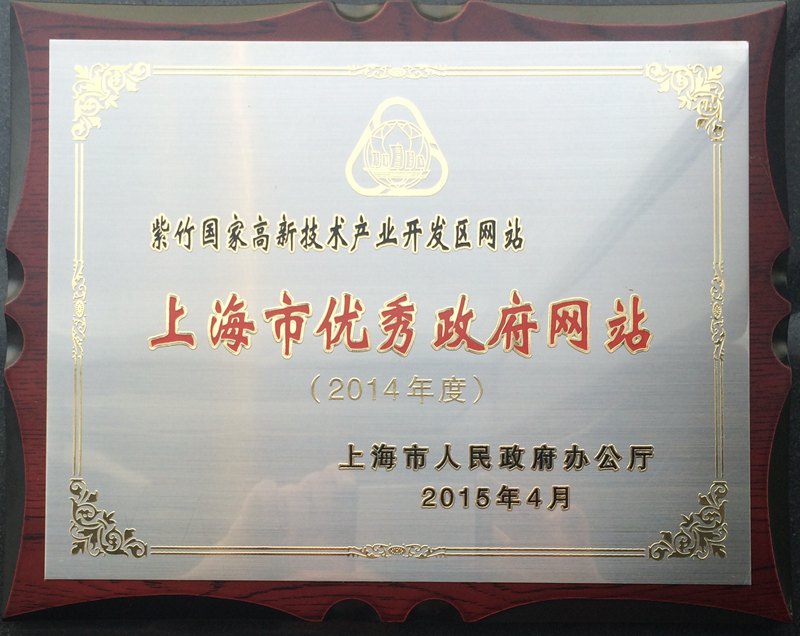 紫竹国家高新技术产业开发区网站
上海市优秀政府网站
（2014年度）
上海市人民政府办公厅
2015年4月